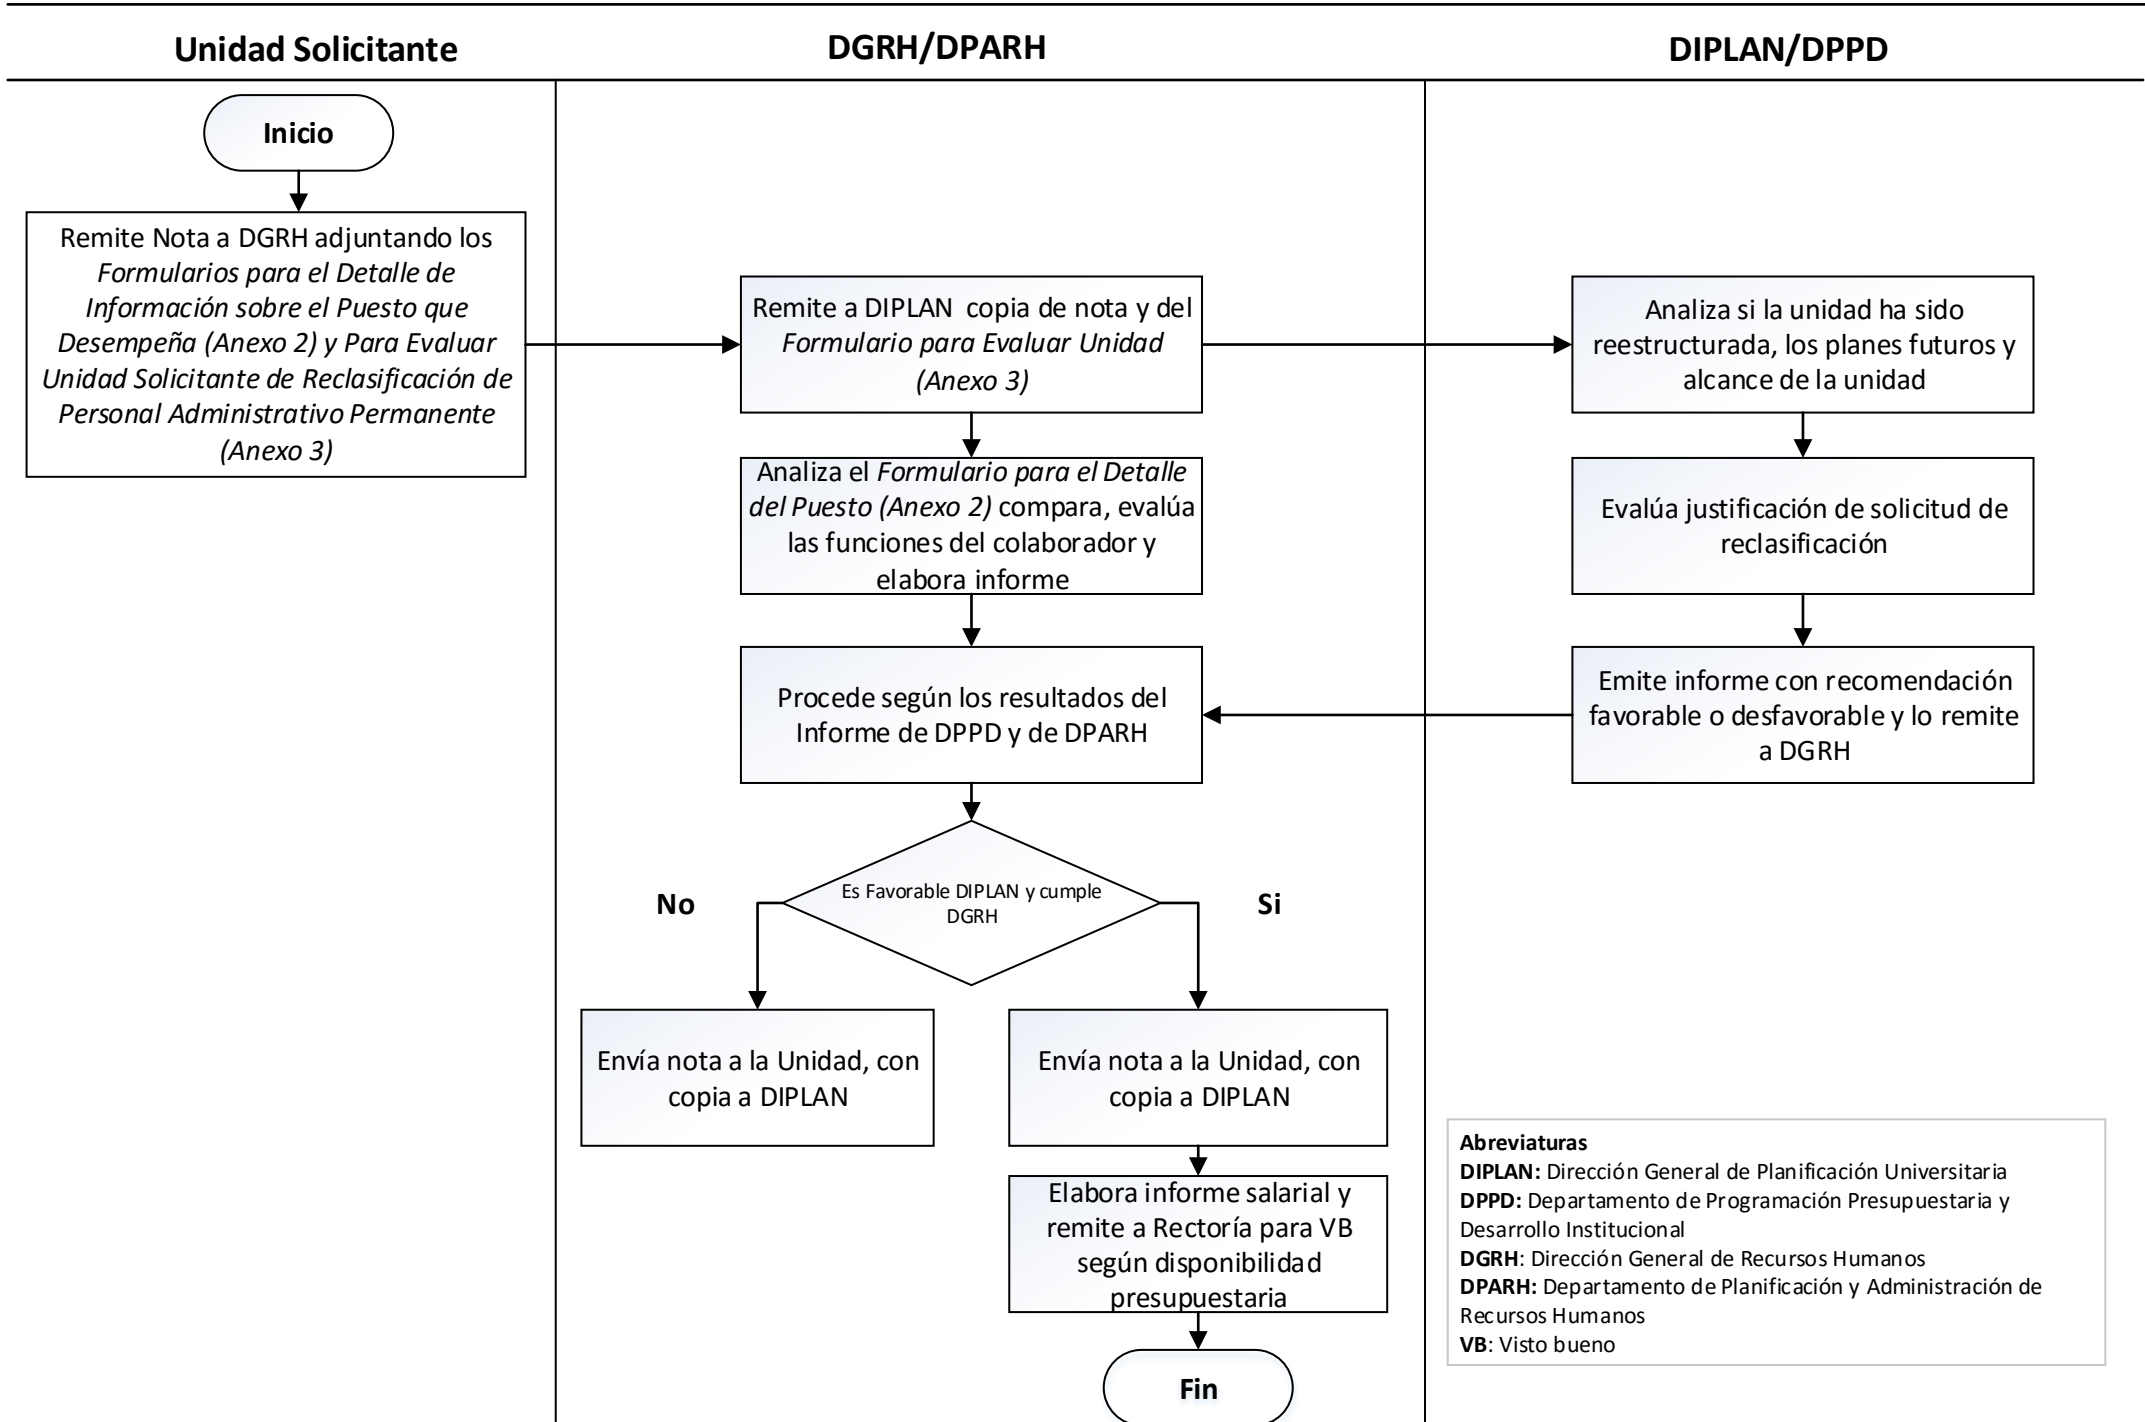 Unidad Solicitante
DGRH/DPARH
DIPLAN/DPPD
Inicio
Remite Nota a DGRH adjuntando los
Formularios para el Detalle de
Información sobre el Puesto que
Desempeña (Anexo 2) y Para Evaluar
Unidad Solicitante de Reclasificación de
Personal Administrativo Permanente
(Anexo 3)
Remite a DIPLAN copia de nota y del
Formulario para Evaluar Unidad
(Anexo 3)
Analiza si la unidad ha sido
reestructurada, los planes futuros y
alcance de la unidad
Analiza el Formulario para el Detalle
del Puesto (Anexo 2) compara, evalúa
las funciones del colaborador y
elabora informe
Evalúa justificación de solicitud de
reclasificación
Procede según los resultados del
Informe de DPPD y de DPARH
Emite informe con recomendación
favorable o desfavorable y lo remite
a DGRH
Es Favorable DIPLAN y cumple
DGRH
No
Si
Envía nota a la Unidad, con
copia a DIPLAN
Envía nota a la Unidad, con
copia a DIPLAN
Elabora informe salarial y
remite a Rectoría para VB
según disponibilidad
presupuestaria
Fin
Abreviaturas
DIPLAN: Dirección General de Planificación Universitaria
DPPD: Departamento de Programación Presupuestaria y
Desarrollo Institucional
DGRH: Dirección General de Recursos Humanos
DPARH: Departamento de Planificación y Administración de
Recursos Humanos
VB: Visto bueno